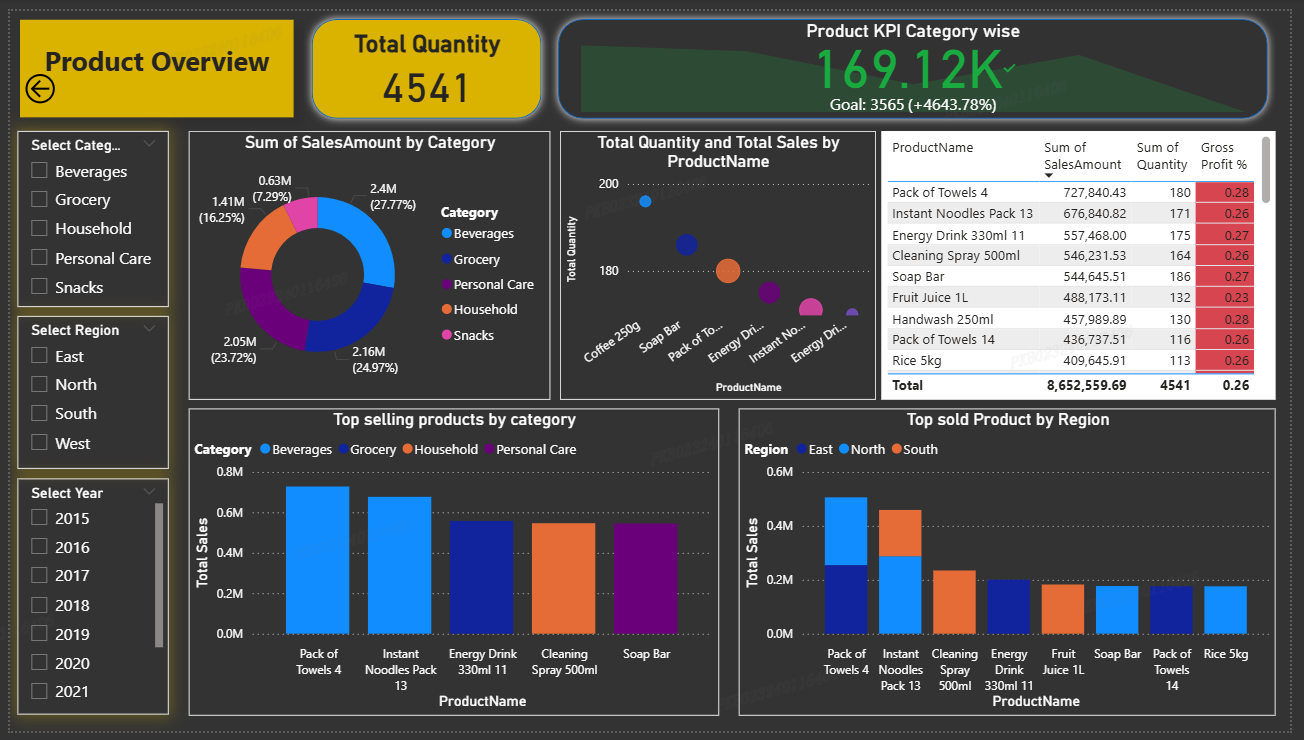 Product Overview
Total Quantity
4541
Product KPI Category wise
169.12K
Goal: 3565 (+4643.78%)
Select Categ...
Beverages
Grocery
Household
Personal Care
Snacks
Select Region
East
North
South
West
Select Year
2015
2016
2017
2018
2019
2020
2021
Sum of SalesAmount by Category
0.63M
(7.29%)
1.41M
(16.25%)
2.4M
(27.77%)
2.05M
(23.72%)
2.16M
(24.97%)
Category
Beverages
Grocery
Personal Care
Household
Snacks
Total Quantity and Total Sales by
ProductName
Total Quantity
200
180
Coffee 250g
Soap Bar
Pack of To...
Energy Dri...
Instant No...
Energy Dri...
ProductName
ProductName Sum of SalesAmount Sum of Quantity Gross Profit %
Pack of Towels 4 727,840.43 180 0.28
Instant Noodles Pack 13 676,840.82 171 0.26
Energy Drink 330ml 11 557,468.00 175 0.27
Cleaning Spray 500ml 546,231.53 164 0.26
Soap Bar 544,645.51 186 0.27
Fruit Juice 1L 488,173.11 132 0.23
Handwash 250ml 457,989.89 130 0.28
Pack of Towels 14 436,737.51 116 0.26
Rice 5kg 409,645.91 113 0.26
Total 8,652,559.69 4541 0.26
Top selling products by category
Category Beverages Grocery Household Personal Care
Total Sales
0.8M
0.6M
0.4M
0.2M
0.0M
Pack of
Towels 4
Instant
Noodles Pack
13
Energy Drink
330ml 11
Cleaning
Spray 500ml
Soap Bar
ProductName
Top sold Product by Region
Region East North South
Total Sales
0.6M
0.4M
0.2M
0.0M
Pack of
Towels 4
Instant
Noodles
Pack 13
Cleaning
Spray
500ml
Energy
Drink
330ml 11
Fruit
Juice 1L
Soap Bar
Pack of
Towels
14
Rice 5kg
ProductName